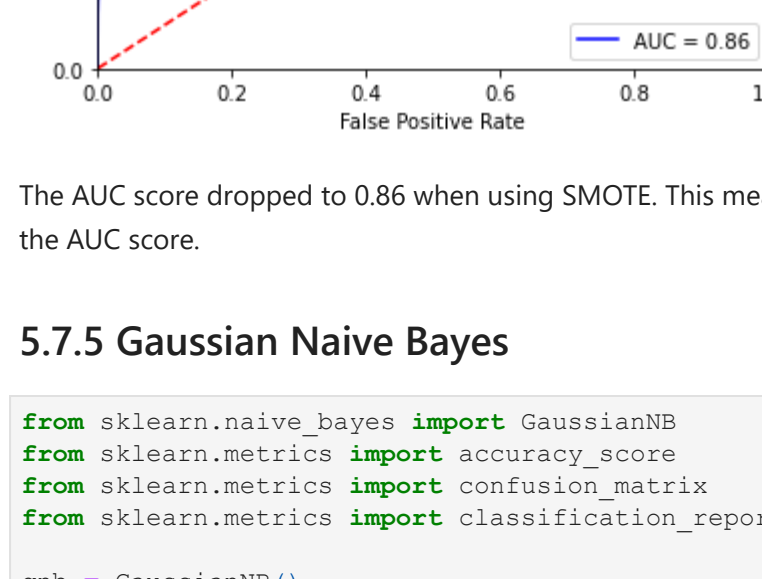 AUC = 0.86
0.0
0.0 0.2 0.4 0.6 0.8
False Positive Rate
The AUC score dropped to 0.86 when using SMOTE. This
the AUC score.
5.7.5 Gaussian Naive Bayes
from sklearn.naive_bayes import GaussianNB
from sklearn.metrics import accuracy_score
from sklearn.metrics import confusion_matrix
from sklearn.metrics import classification_repor
gnb = GaussianNB()